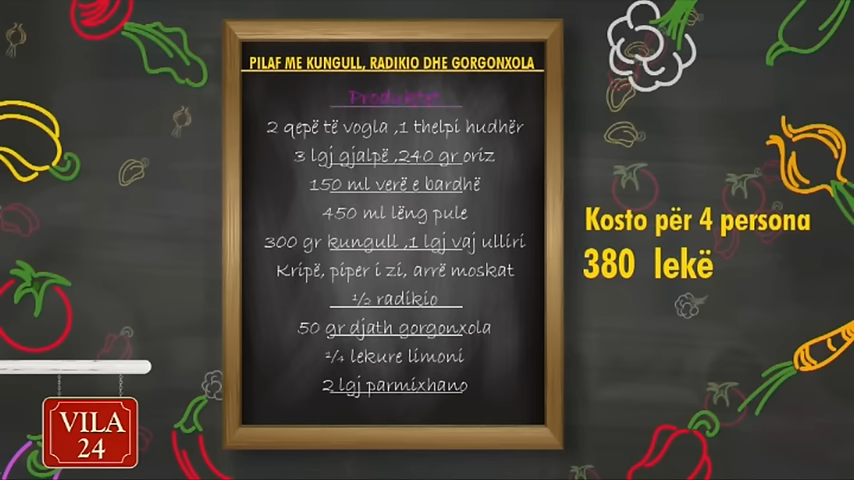 PILAF ME KUNGULL, RADIKIO DHE GORGONXOLA
Produktet
2 qepë të vogla ,1 thelpi hudhër
3 lgj gjalpë ,240 gr oriz
150 ml verë e bardhë
450 ml lëng pule
300 gr kungull ,1 lgj vaj ulliri
Kripë, piper i zi, arrë moskat
½ radikio
50 gr djath gorgonxola
¼ lekure limoni
2 lgj parmixhano
Kosto për 4 persona
380 lekë
VILA
24